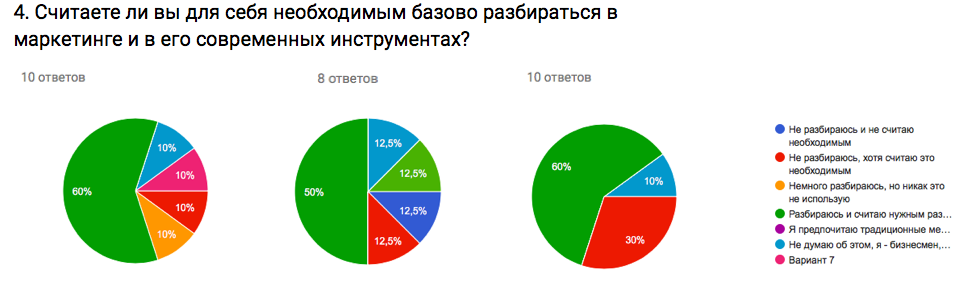 4. Считаете ли вы для себя необходимым базово разбираться в
маркетинге и в его современных инструментах?
10 ответов
8 ответов
10 ответов
10%
10%
10%
10%
60%
12,5%
12,5%
12,5%
12,5%
50%
60%
10%
30%
Не разбираюсь и не считаю
необходимым
Не разбираюсь, хотя считаю это
необходимым
Немного разбираюсь, но никак это
не использую
Разбираюсь и считаю нужным раз...
Я предпочитаю традиционные ме...
Не думаю об этом, я - бизнесмен,...
Вариант 7